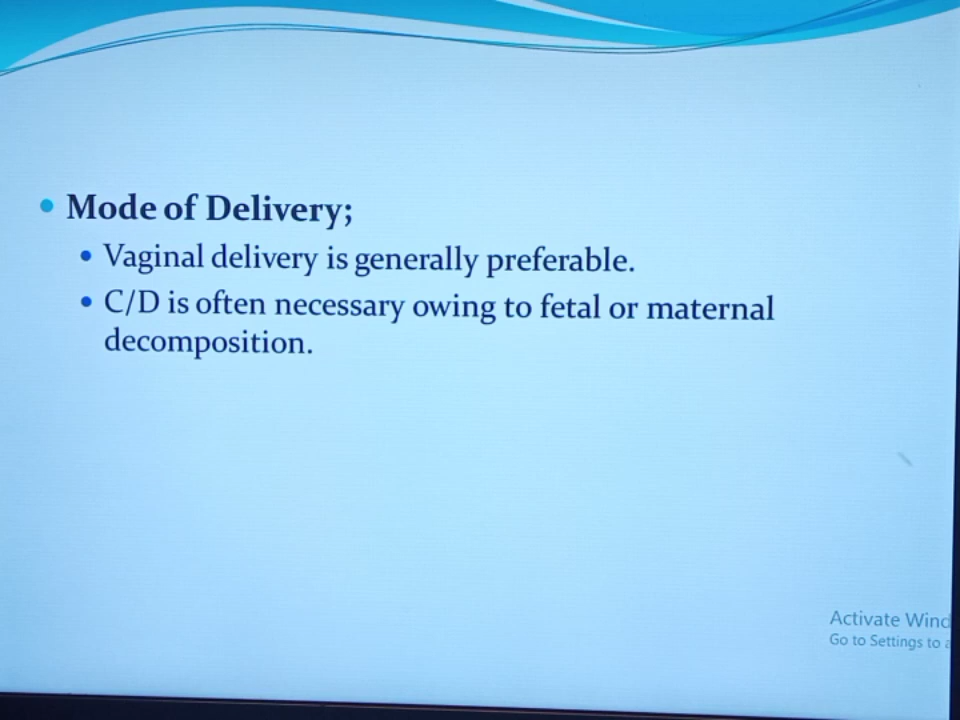 Mode of Delivery;
Vaginal delivery is generally preferable.
C/D is often necessary owing to fetal or maternal
decomposition.
Activate Wind
Go to Settings to a